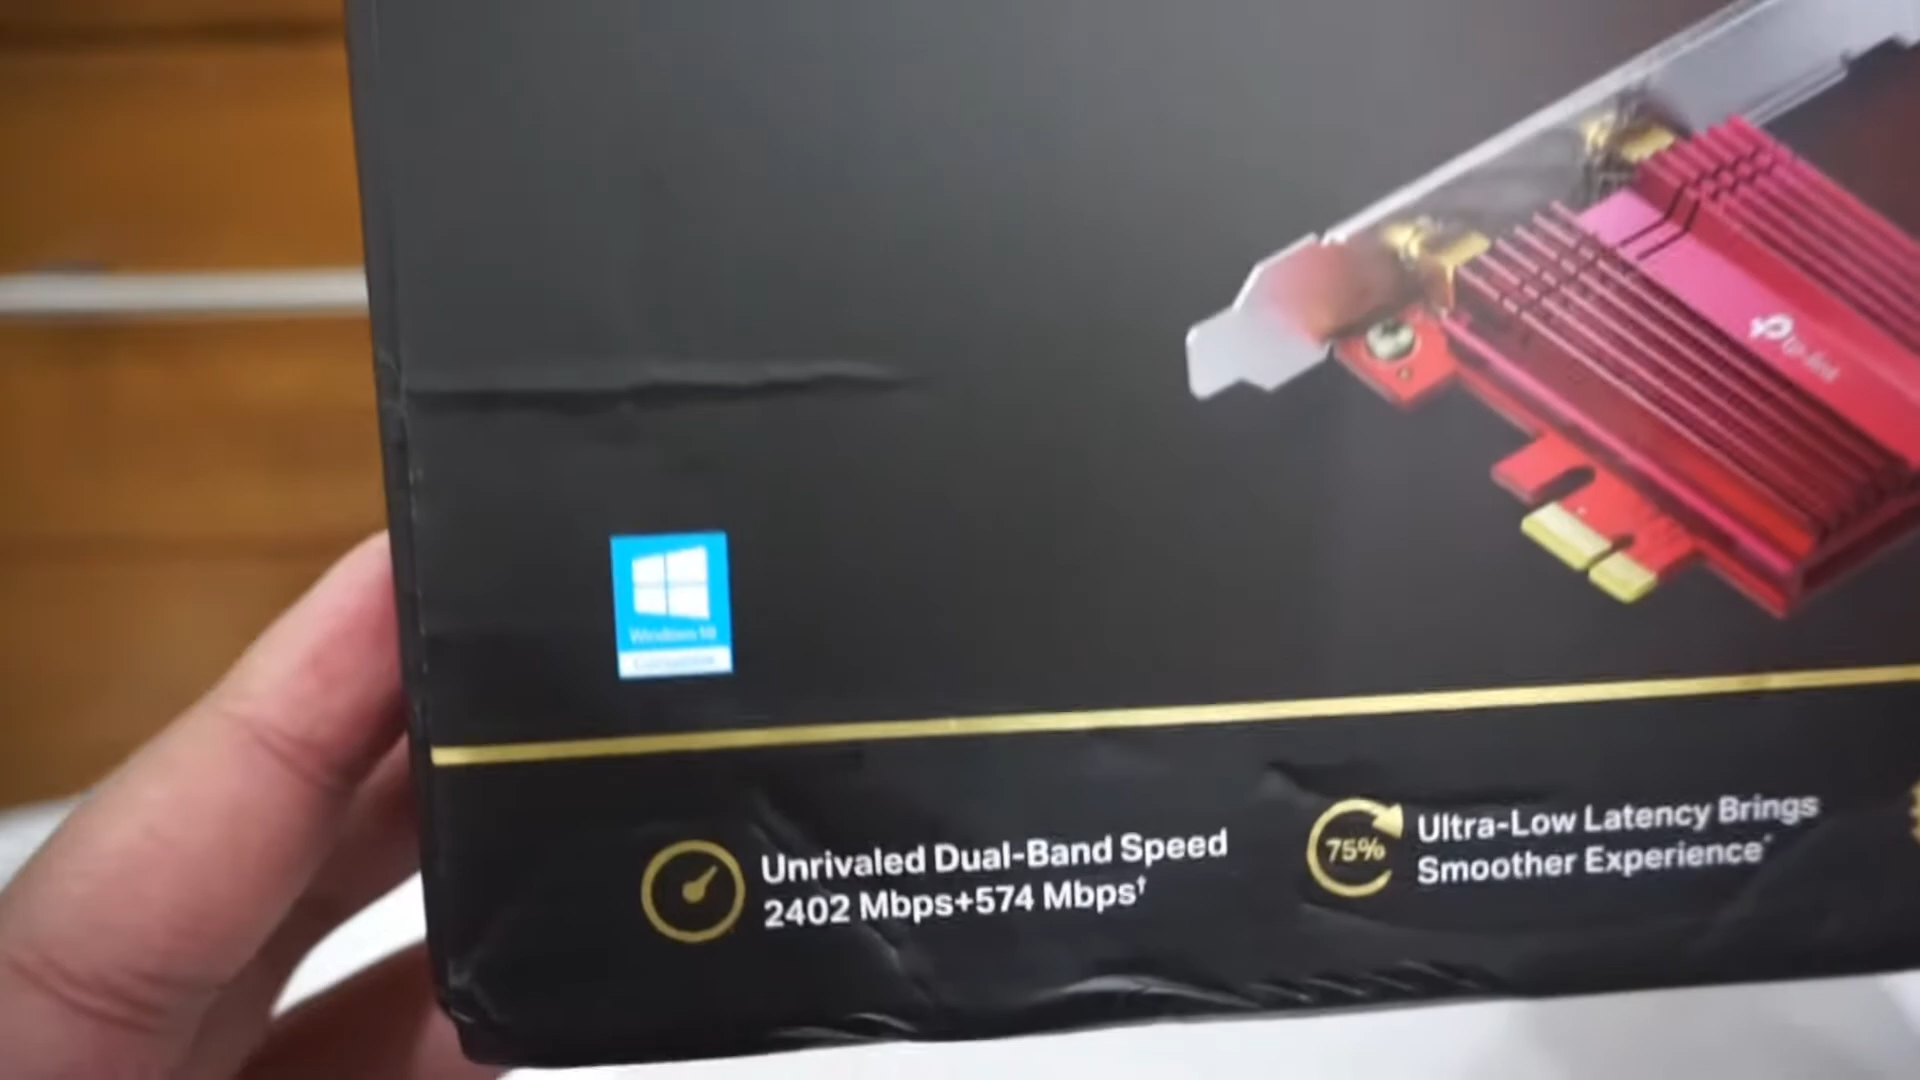 tp-link
Windows 10
Unrivaled Dual-Band Speed
2402 Mbps+574 Mbps†
75%
Ultra-Low Latency Brings
Smoother Experience*